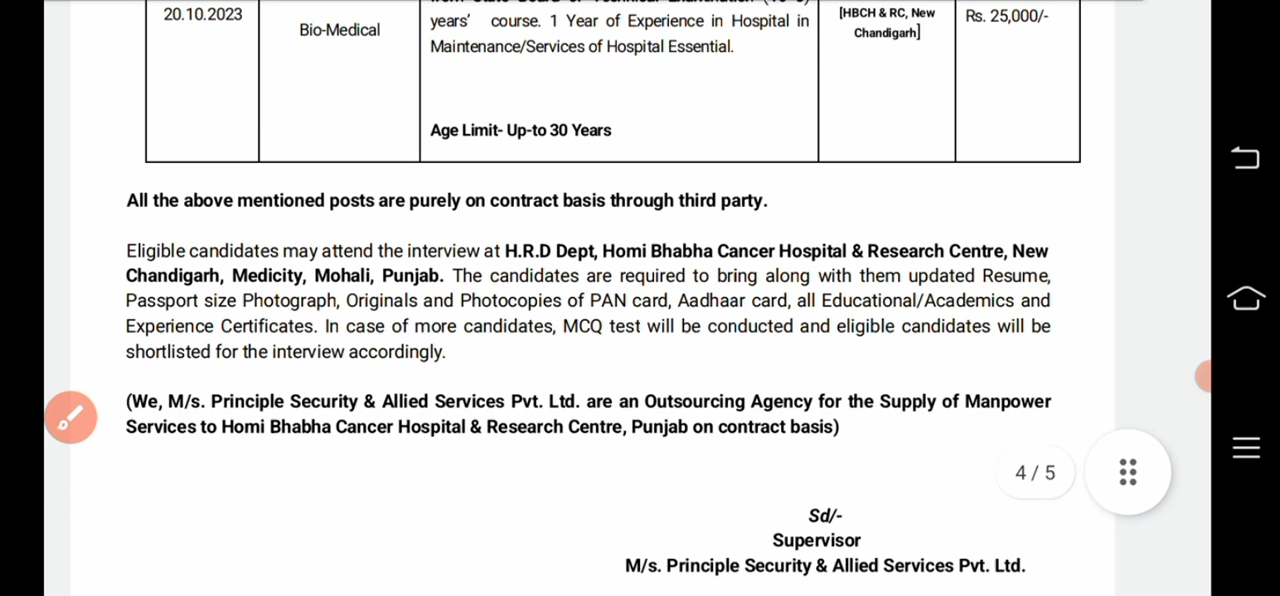 20.10.2023
Bio-Medical
years' course. 1 Year of Experience in Hospital in
Maintenance/Services of Hospital Essential.
Age Limit- Up-to 30 Years
[HBCH & RC, New
Chandigarh]
Rs. 25,000/-
All the above mentioned posts are purely on contract basis through third party.
Eligible candidates may attend the interview at H.R.D Dept, Homi Bhabha Cancer Hospital & Research Centre, New
Chandigarh, Medicity, Mohali, Punjab. The candidates are required to bring along with them updated Resume,
Passport size Photograph, Originals and Photocopies of PAN card, Aadhaar card, all Educational/Academics and
Experience Certificates. In case of more candidates, MCQ test will be conducted and eligible candidates will be
shortlisted for the interview accordingly.
(We, M/s. Principle Security & Allied Services Pvt. Ltd. are an Outsourcing Agency for the Supply of Manpower
Services to Homi Bhabha Cancer Hospital & Research Centre, Punjab on contract basis)
4 / 5
Sd/-
Supervisor
M/s. Principle Security & Allied Services Pvt. Ltd.